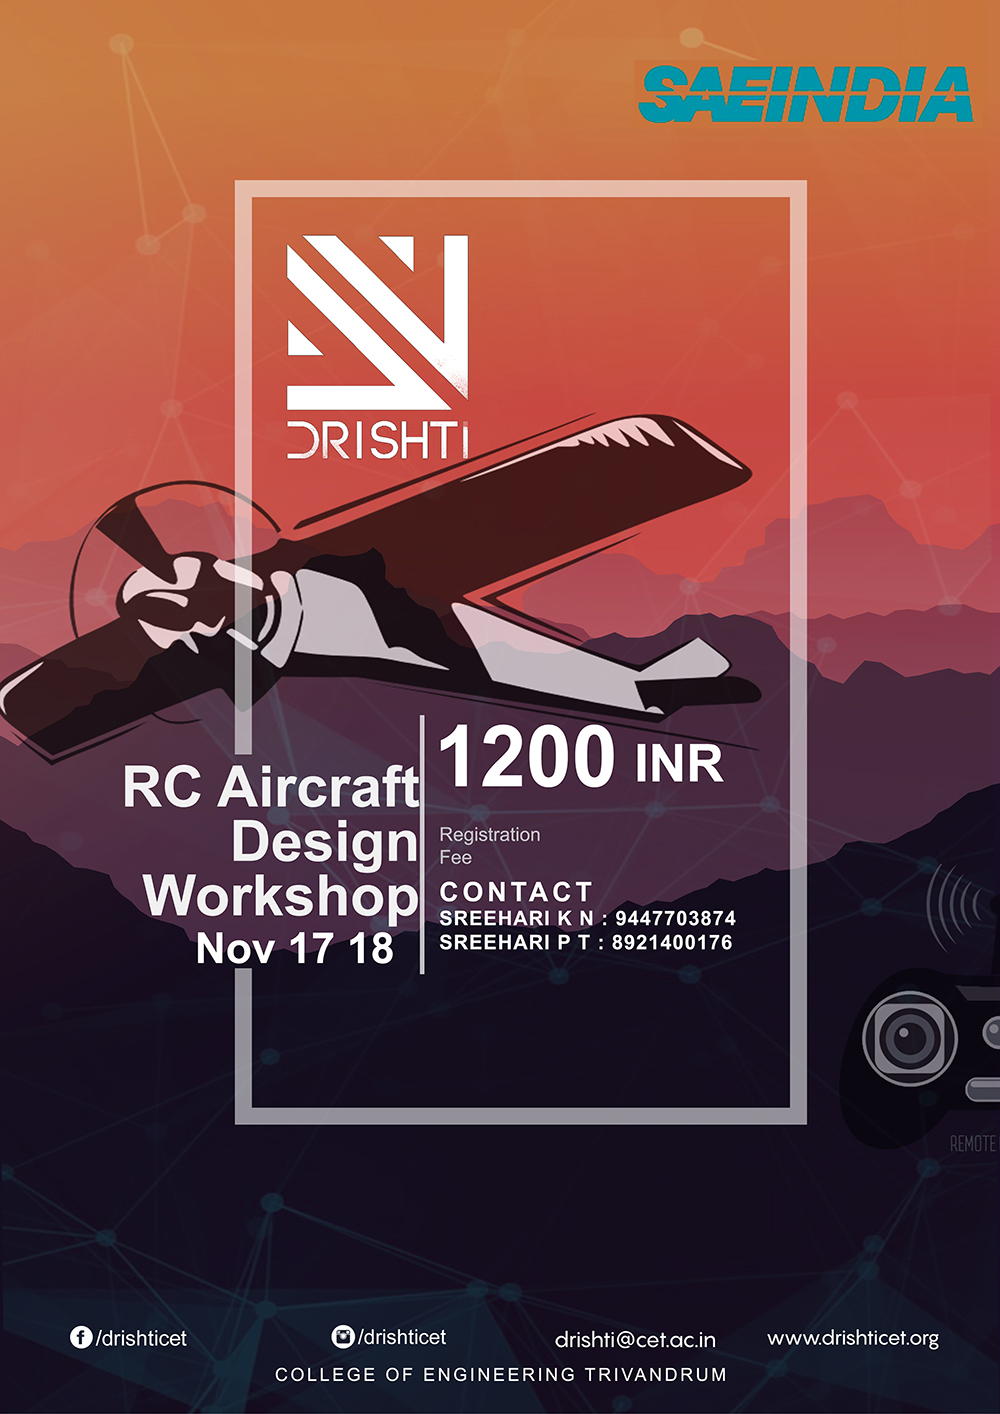 SAEINDIA
DRISHTI
RC Aircraft
Design
Workshop
Nov 17 18
1200 INR
Registration
Fee
CONTACT
SREEHARI K N : 9447703874
SREEHARI P T : 8921400176
REMOTE
/drishticet
/drishticet
drishti@cet.ac.in
www.drishticet.org
COLLEGE OF ENGINEERING TRIVANDRUM